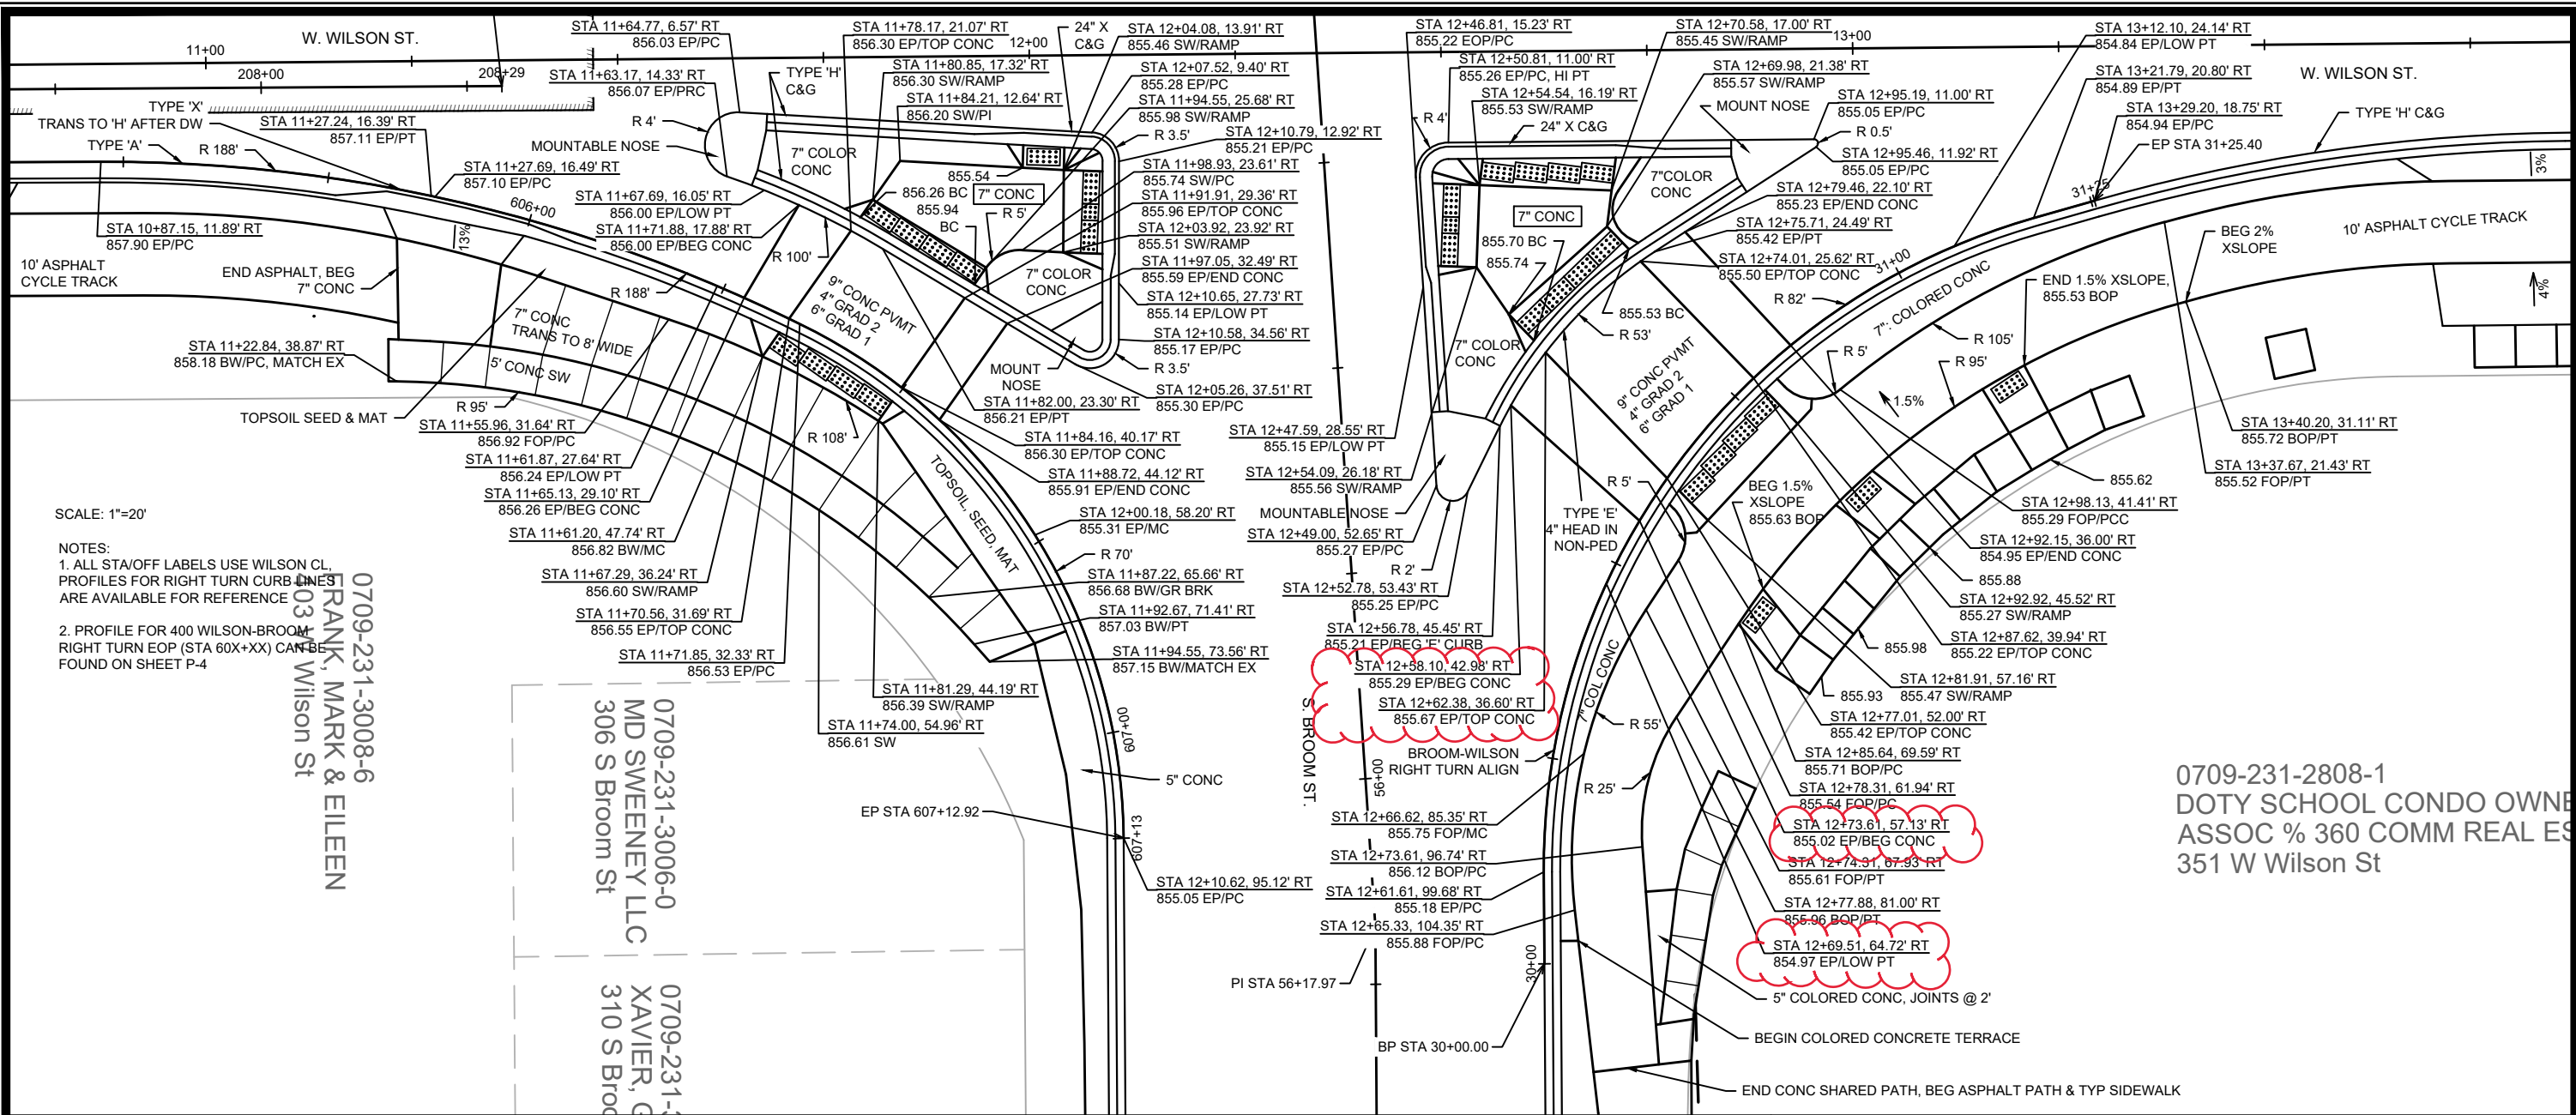 W. WILSON ST.
11+00
12+00
13+00
208+00
208+29
STA 11+64.77, 6.57' RT
856.03 EP/PC
STA 11+63.17, 14.33' RT
856.07 EP/PRC
TYPE 'X'
TRANS TO 'H' AFTER DW
TYPE 'A'
R 188'
STA 11+27.24, 16.39' RT
857.11 EP/PT
STA 11+27.69, 16.49' RT
857.10 EP/PC
606+00
STA 10+87.15, 11.89' RT
857.90 EP/PC
10' ASPHALT
CYCLE TRACK
END ASPHALT, BEG
7" CONC
13%
R 4'
MOUNTABLE NOSE
TYPE 'H'
C&G
7" COLOR
CONC
STA 11+78.17, 21.07' RT
856.30 EP/TOP CONC
STA 11+80.85, 17.32' RT
856.30 SW/RAMP
STA 11+84.21, 12.64' RT
856.20 SW/PI
24" X
C&G
STA 12+04.08, 13.91' RT
855.46 SW/RAMP
STA 12+07.52, 9.40' RT
855.28 EP/PC
STA 11+94.55, 25.68' RT
855.98 SW/RAMP
R 3.5'
STA 12+10.79, 12.92' RT
855.21 EP/PC
STA 11+98.93, 23.61' RT
855.74 SW/PC
STA 11+91.91, 29.36' RT
855.96 EP/TOP CONC
STA 12+03.92, 23.92' RT
855.51 SW/RAMP
STA 11+97.05, 32.49' RT
855.59 EP/END CONC
STA 12+10.65, 27.73' RT
855.14 EP/LOW PT
STA 12+10.58, 34.56' RT
855.17 EP/PC
R 3.5'
STA 12+05.26, 37.51' RT
855.30 EP/PC
855.54
856.26 BC
7" CONC
855.94
BC
R 5'
7" COLOR
CONC
STA 11+67.69, 16.05' RT
856.00 EP/LOW PT
STA 11+71.88, 17.88' RT
856.00 EP/BEG CONC
R 100'
R 188'
9" CONC PVMT
4" GRAD 2
6" GRAD 1
MOUNT
NOSE
STA 11+82.00, 23.30' RT
856.21 EP/PT
7" CONC
TRANS TO 8' WIDE
5' CONC SW
STA 11+22.84, 38.87' RT
858.18 BW/PC, MATCH EX
R 95'
TOPSOIL SEED & MAT
STA 11+55.96, 31.64' RT
856.92 FOP/PC
STA 11+61.87, 27.64' RT
856.24 EP/LOW PT
STA 11+65.13, 29.10' RT
856.26 EP/BEG CONC
STA 11+61.20, 47.74' RT
856.82 BW/MC
STA 11+67.29, 36.24' RT
856.60 SW/RAMP
STA 11+70.56, 31.69' RT
856.55 EP/TOP CONC
STA 11+71.85, 32.33' RT
856.53 EP/PC
R 108'
STA 11+84.16, 40.17' RT
856.30 EP/TOP CONC
STA 11+88.72, 44.12' RT
855.91 EP/END CONC
TOPSOIL, SEED, MAT
STA 12+00.18, 58.20' RT
855.31 EP/MC
R 70'
STA 11+87.22, 65.66' RT
856.68 BW/GR BRK
STA 11+92.67, 71.41' RT
857.03 BW/PT
STA 11+94.55, 73.56' RT
857.15 BW/MATCH EX
STA 11+81.29, 44.19' RT
856.39 SW/RAMP
STA 11+74.00, 54.96' RT
856.61 SW
607+00
5" CONC
EP STA 607+12.92
607+13
STA 12+10.62, 95.12' RT
855.05 EP/PC
SCALE: 1"=20'
NOTES:
1. ALL STA/OFF LABELS USE WILSON CL,
PROFILES FOR RIGHT TURN CURB LINES
ARE AVAILABLE FOR REFERENCE
2. PROFILE FOR 400 WILSON-BROOM
RIGHT TURN EOP (STA 60X+XX) CAN BE
FOUND ON SHEET P-4
0709-231-3008-6
FRANK, MARK & EILEEN
403 W Wilson St
0709-231-3006-0
MD SWEENEY LLC
306 S Broom St
0709-231-3
XAVIER, G
310 S Broo
STA 12+46.81, 15.23' RT
855.22 EOP/PC
STA 12+50.81, 11.00' RT
855.26 EP/PC, HI PT
STA 12+54.54, 16.19' RT
855.53 SW/RAMP
R 4'
24" X C&G
STA 12+70.58, 17.00' RT
855.45 SW/RAMP
STA 12+69.98, 21.38' RT
855.57 SW/RAMP
MOUNT NOSE
7"COLOR
CONC
STA 12+95.19, 11.00' RT
855.05 EP/PC
R 0.5'
STA 12+95.46, 11.92' RT
855.05 EP/PC
STA 12+79.46, 22.10' RT
855.23 EP/END CONC
STA 12+75.71, 24.49' RT
855.42 EP/PT
STA 12+74.01, 25.62' RT
855.50 EP/TOP CONC
STA 13+12.10, 24.14' RT
854.84 EP/LOW PT
STA 13+21.79, 20.80' RT
854.89 EP/PT
STA 13+29.20, 18.75' RT
854.94 EP/PC
EP STA 31+25.40
W. WILSON ST.
TYPE 'H' C&G
31+25
31+00
3%
4%
10' ASPHALT CYCLE TRACK
BEG 2%
XSLOPE
END 1.5% XSLOPE,
855.53 BOP
7" CONC
855.70 BC
855.74
855.53 BC
R 53'
R 82'
7" COLOR
CONC
9" CONC PVMT
4" GRAD 2
6" GRAD 1
7": COLORED CONC
R 105'
R 5'
R 95'
1.5%
STA 12+47.59, 28.55' RT
855.15 EP/LOW PT
STA 12+54.09, 26.18' RT
855.56 SW/RAMP
MOUNTABLE NOSE
STA 12+49.00, 52.65' RT
855.27 EP/PC
R 2'
STA 12+52.78, 53.43' RT
855.25 EP/PC
STA 12+56.78, 45.45' RT
855.21 EP/BEG 'E' CURB
STA 12+58.10, 42.98' RT
855.29 EP/BEG CONC
STA 12+62.38, 36.60' RT
855.67 EP/TOP CONC
S. BROOM ST.
56+00
BROOM-WILSON
RIGHT TURN ALIGN
TYPE 'E'
4" HEAD IN
NON-PED
R 5'
BEG 1.5%
XSLOPE
855.63 BOP
7" COL CONC
R 55'
R 25'
STA 12+66.62, 85.35' RT
855.75 FOP/MC
STA 12+73.61, 96.74' RT
856.12 BOP/PC
STA 12+61.61, 99.68' RT
855.18 EP/PC
STA 12+65.33, 104.35' RT
855.88 FOP/PC
PI STA 56+17.97
30+00
BP STA 30+00.00
STA 13+40.20, 31.11' RT
855.72 BOP/PT
STA 13+37.67, 21.43' RT
855.52 FOP/PT
855.62
STA 12+98.13, 41.41' RT
855.29 FOP/PCC
STA 12+92.15, 36.00' RT
854.95 EP/END CONC
855.88
STA 12+92.92, 45.52' RT
855.27 SW/RAMP
STA 12+87.62, 39.94' RT
855.22 EP/TOP CONC
855.98
STA 12+81.91, 57.16' RT
855.47 SW/RAMP
855.93
STA 12+77.01, 52.00' RT
855.42 EP/TOP CONC
STA 12+85.64, 69.59' RT
855.71 BOP/PC
STA 12+78.31, 61.94' RT
855.54 FOP/PC
STA 12+73.61, 57.13' RT
855.02 EP/BEG CONC
STA 12+74.31, 67.93' RT
855.61 FOP/PT
STA 12+77.88, 81.00' RT
855.96 BOP/PT
STA 12+69.51, 64.72' RT
854.97 EP/LOW PT
5" COLORED CONC, JOINTS @ 2'
BEGIN COLORED CONCRETE TERRACE
END CONC SHARED PATH, BEG ASPHALT PATH & TYP SIDEWALK
0709-231-2808-1
DOTY SCHOOL CONDO OWNE
ASSOC % 360 COMM REAL ES
351 W Wilson St